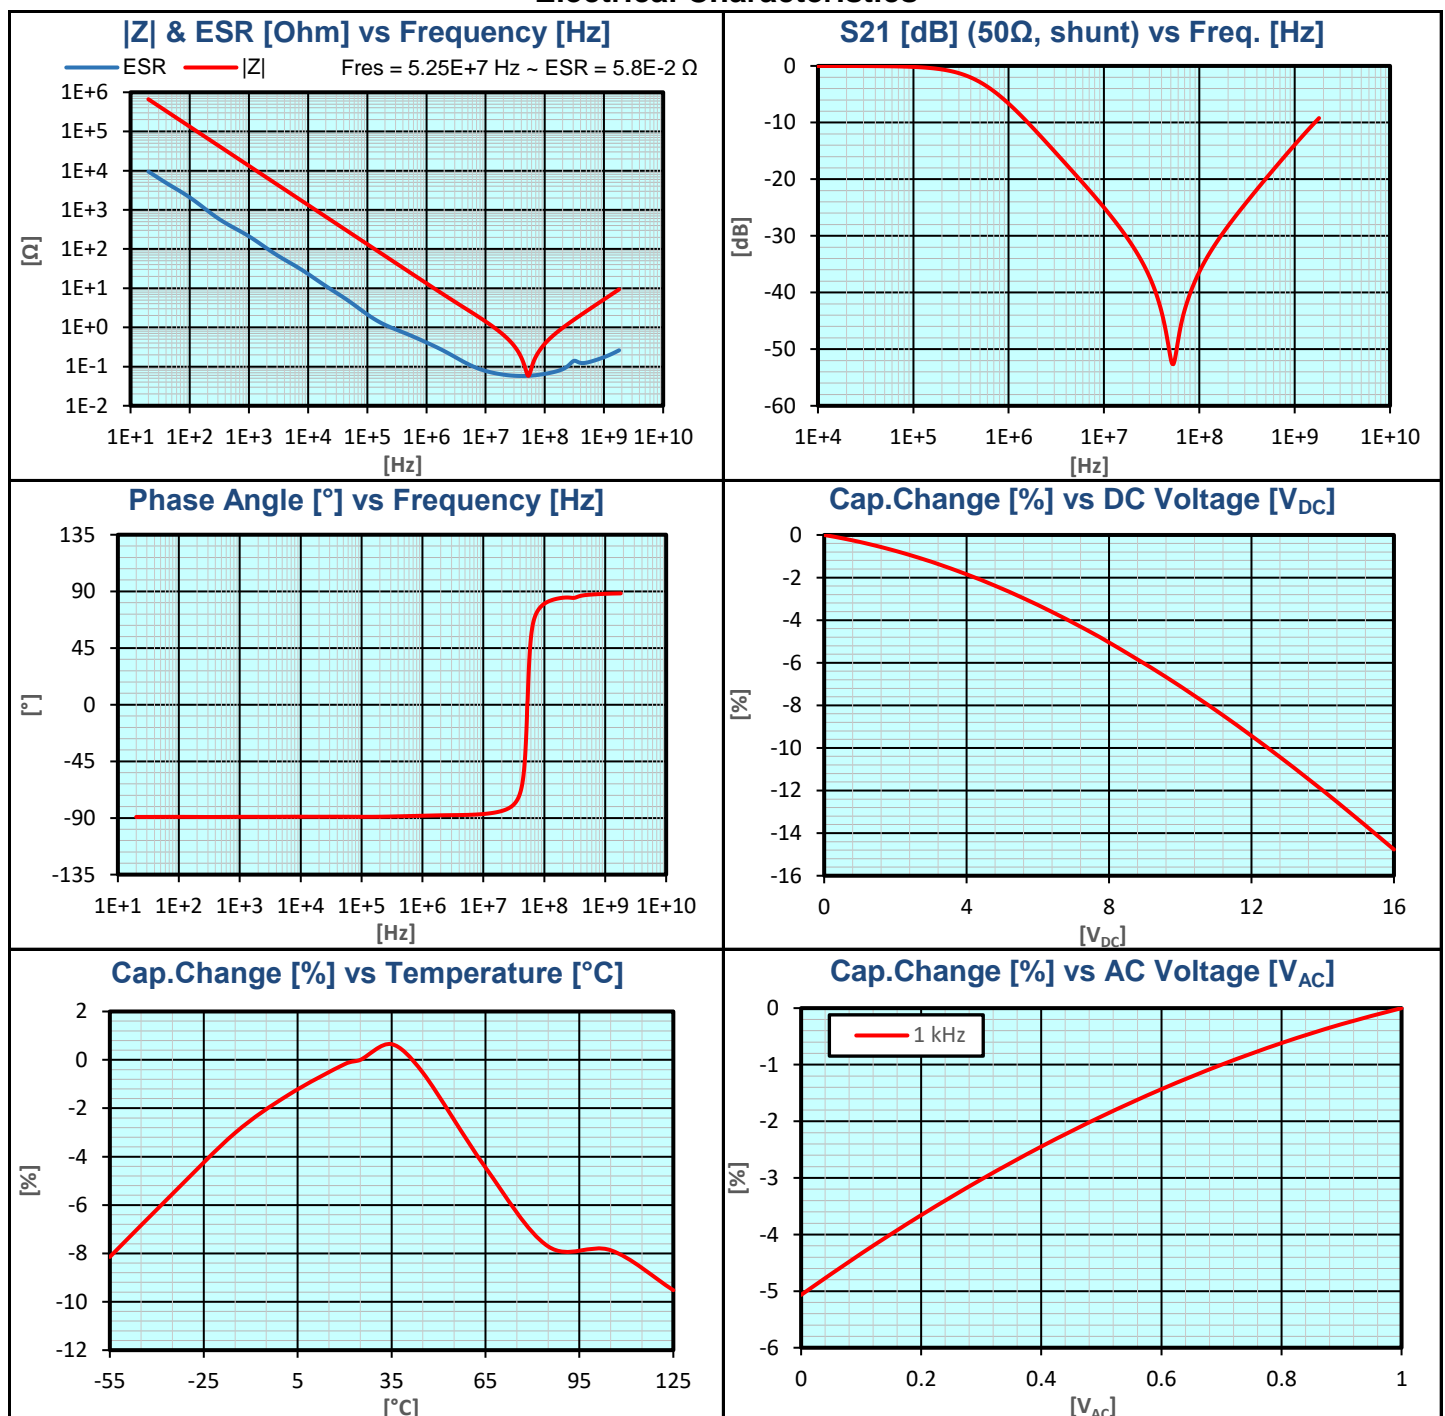 Electrical Characteristics
|Z| & ESR [Ohm] vs Frequency [Hz]
ESR |Z| Fres = 5.25E+7 Hz ~ ESR = 5.8E-2 Ω
1E+6
1E+5
1E+4
1E+3
1E+2
1E+1
1E+0
1E-1
1E-2
[Ω]
1E+1 1E+2 1E+3 1E+4 1E+5 1E+6 1E+7 1E+8 1E+9 1E+10
[Hz]
S21 [dB] (50Ω, shunt) vs Freq. [Hz]
0
-10
-20
-30
-40
-50
-60
[dB]
1E+4 1E+5 1E+6 1E+7 1E+8 1E+9 1E+10
[Hz]
Phase Angle [°] vs Frequency [Hz]
135
90
45
0
-45
-90
-135
[°]
1E+1 1E+2 1E+3 1E+4 1E+5 1E+6 1E+7 1E+8 1E+9 1E+10
[Hz]
Cap.Change [%] vs DC Voltage [VDC]
0
-2
-4
-6
-8
-10
-12
-14
-16
[%]
0 4 8 12 16
[VDC]
Cap.Change [%] vs Temperature [°C]
2
0
-2
-4
-6
-8
-10
-12
[%]
-55 -25 5 35 65 95 125
[°C]
Cap.Change [%] vs AC Voltage [VAC]
1 kHz
0
-1
-2
-3
-4
-5
-6
[%]
0 0.2 0.4 0.6 0.8 1
[VAC]